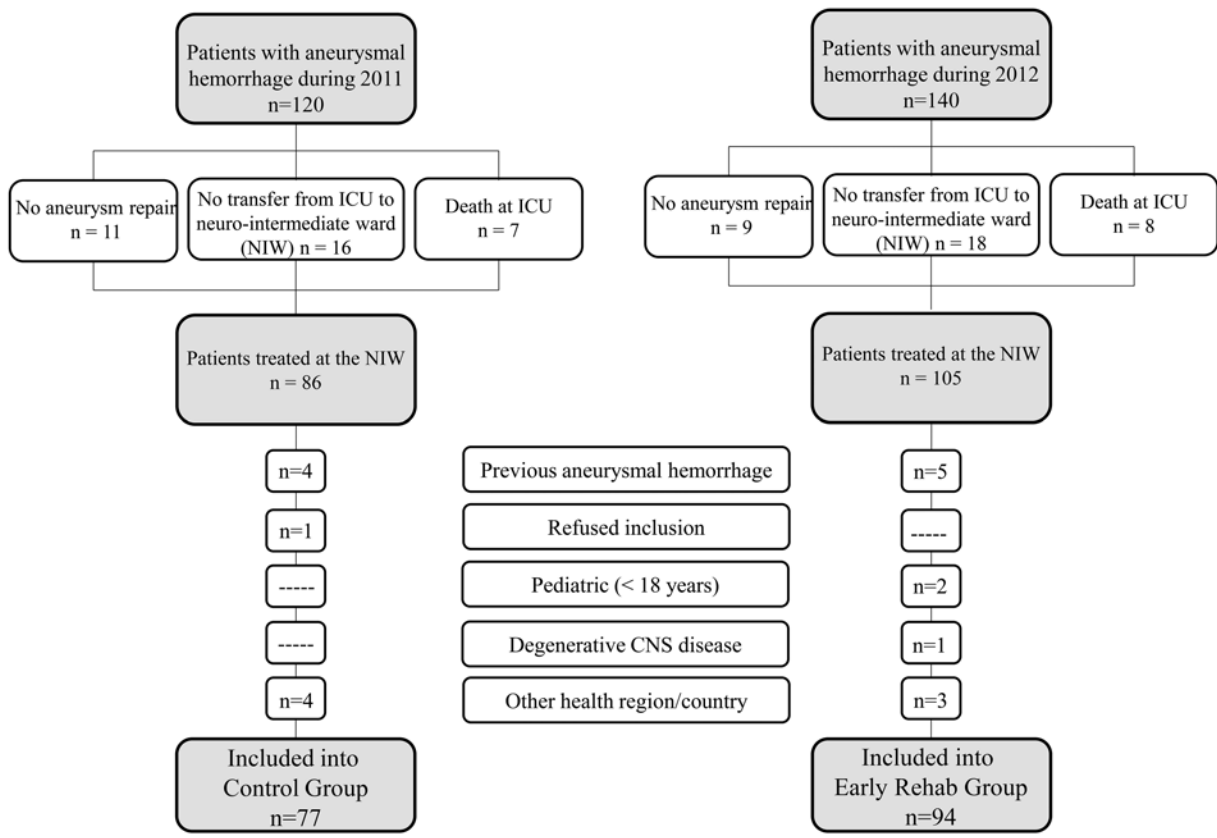 Patients with aneurysmal
hemorrhage during 2011
n=120
Patients with aneurysmal
hemorrhage during 2012
n=140
No aneurysm repair
n = 11
No transfer from ICU to
neuro-intermediate ward
(NIW) n = 16
Death at ICU
n = 7
No aneurysm repair
n = 9
No transfer from ICU to
neuro-intermediate ward
(NIW) n = 18
Death at ICU
n = 8
Patients treated at the NIW
n = 86
Patients treated at the NIW
n = 105
n=4
Previous aneurysmal hemorrhage
n=5
n=1
Refused inclusion
-----
-----
Pediatric (< 18 years)
n=2
-----
Degenerative CNS disease
n=1
n=4
Other health region/country
n=3
Included into
Control Group
n=77
Included into
Early Rehab Group
n=94